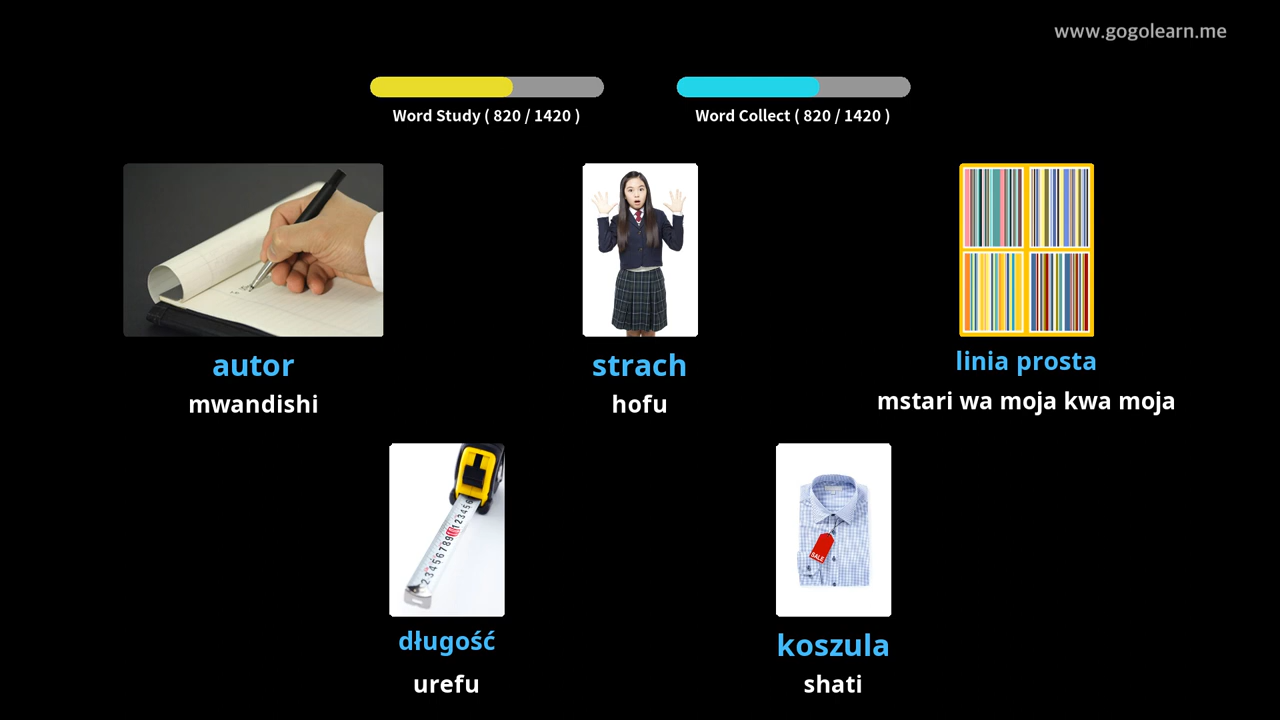 www.gogolearn.me
Word Study ( 820 / 1420 )
Word Collect ( 820 / 1420 )
autor
mwandishi
strach
hofu
linia prosta
mstari wa moja kwa moja
długość
urefu
SALE
koszula
shati